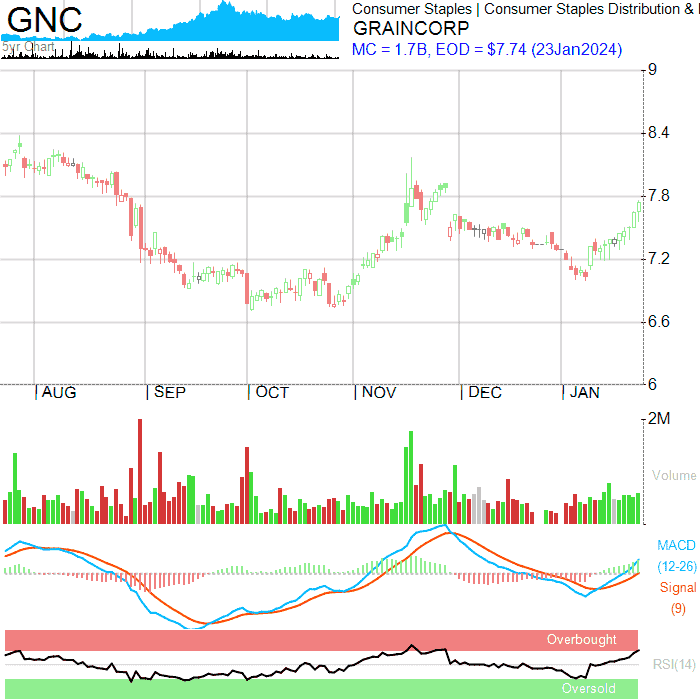 GNC
5yr Chart
Consumer Staples | Consumer Staples Distribution &
GRAINCORP
MC = 1.7B, EOD = $7.74 (23Jan2024)
9
8.4
7.8
7.2
6.6
6
AUG
SEP
OCT
NOV
DEC
JAN
2M
Volume
MACD
(12-26)
Signal
(9)
Overbought
RSI(14)
Oversold